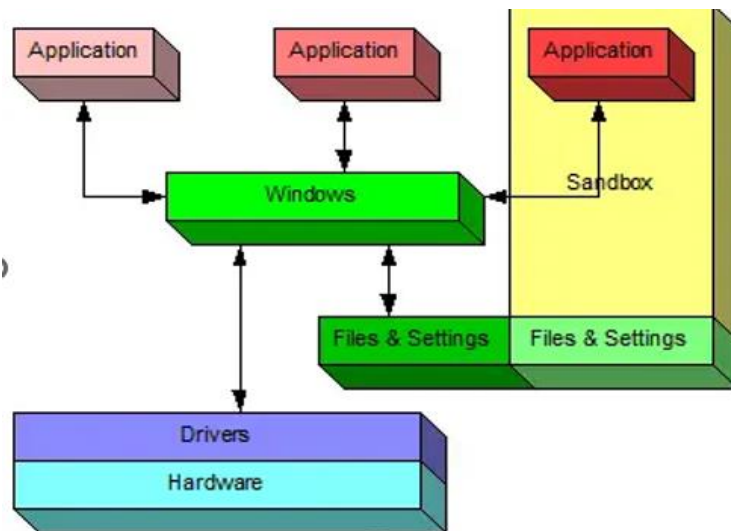 Application
Application
Application
Windows
Sandbox
Files & Settings
Files & Settings
Drivers
Hardware